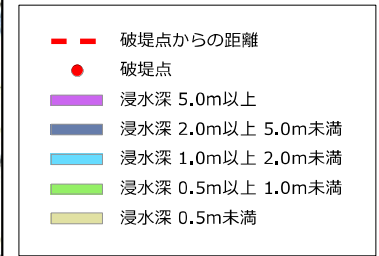 破堤点からの距離
破堤点
浸水深 5.0m以上
浸水深 2.0m以上 5.0m未満
浸水深 1.0m以上 2.0m未満
浸水深 0.5m以上 1.0m未満
浸水深 0.5m未満